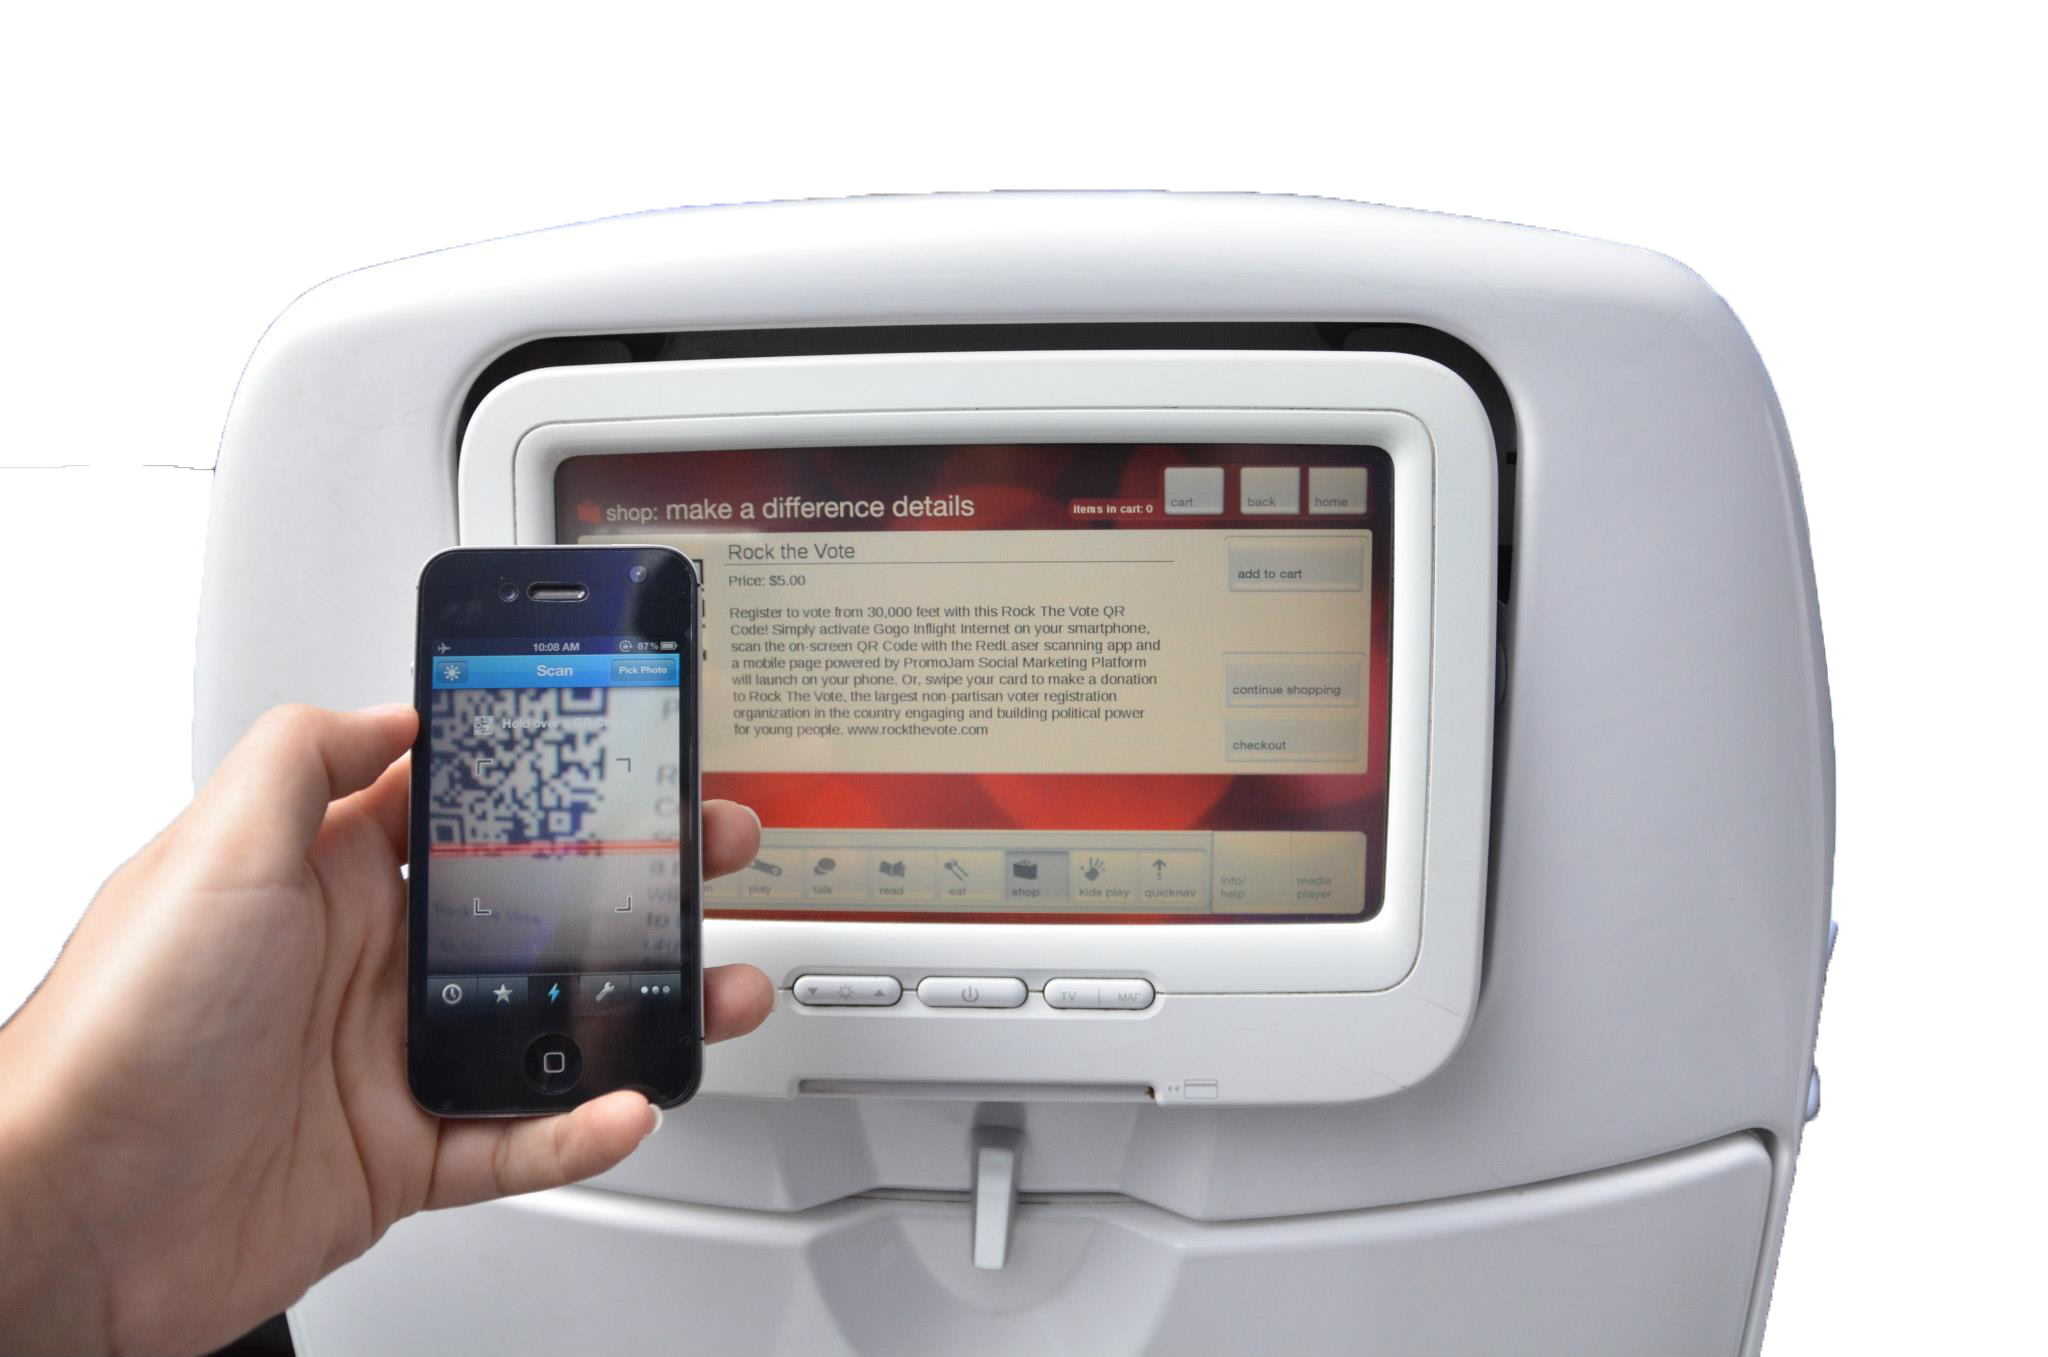 shop: make a difference details
items in cart: 0
cart
back
home
Rock the Vote
Price: $5.00
Register to vote from 30,000 feet with this Rock The Vote QR
Code! Simply activate Gogo Inflight Internet on your smartphone,
scan the on-screen QR Code with the RedLaser scanning app and
a mobile page powered by PromoJam Social Marketing Platform
will launch on your phone. Or, swipe your card to make a donation
to Rock The Vote, the largest non-partisan voter registration
organization in the country engaging and building political power
for young people. www.rockthevote.com
add to cart
continue shopping
checkout
play
talk
read
eat
shop
kids play
quicknav
info/
help
media
player
TV
10:08 AM
87%
Scan
Pick Photo
Hold over a QR Code